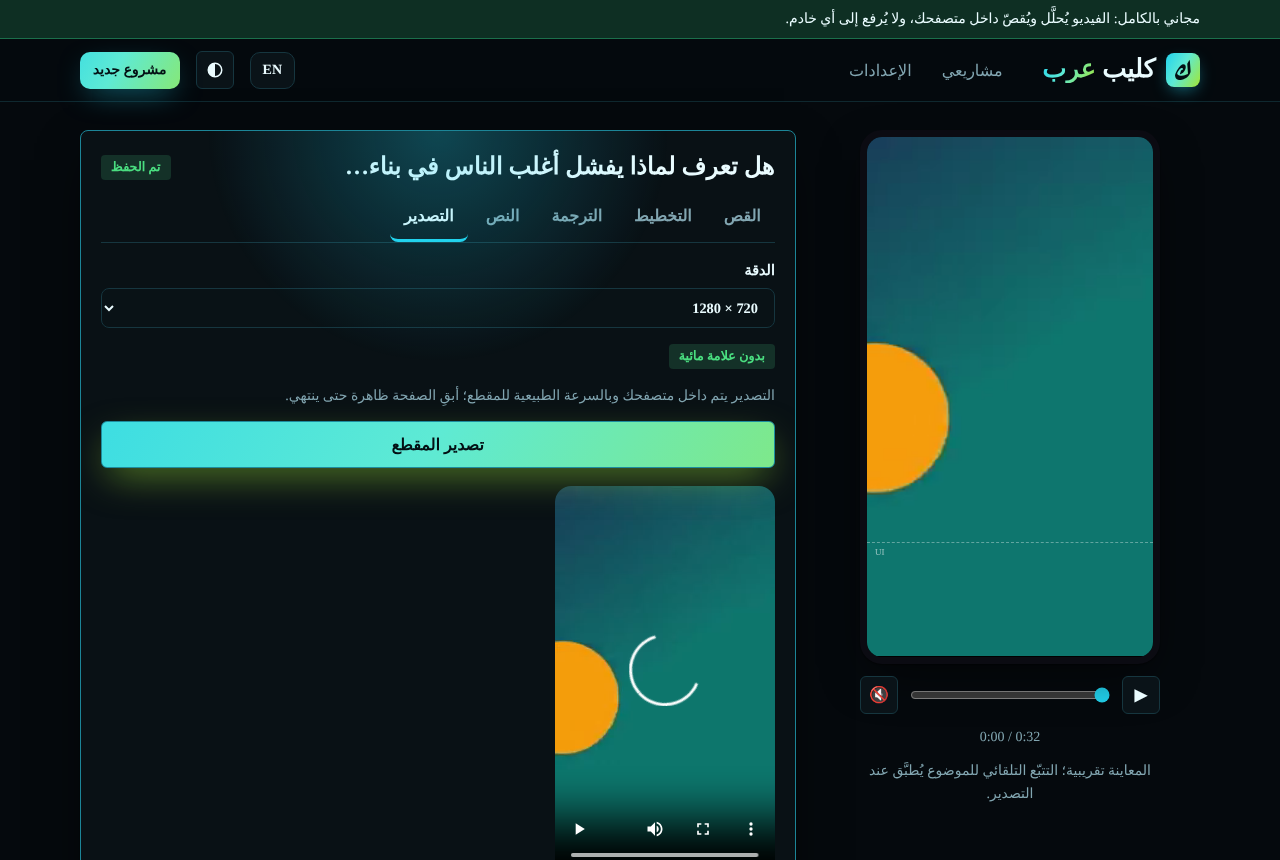 مجاني بالكامل: الفيديو يُحلَّل ويُقصّ داخل متصفحك، ولا يُرفع إلى أي خادم.
ك كليب عرب
مشاريعي
الإعدادات
EN
مشروع جديد
هل تعرف لماذا يفشل أغلب الناس في بناء...
تم الحفظ
القص
التخطيط
الترجمة
النص
التصدير
الدقة
720 × 1280
بدون علامة مائية
التصدير يتم داخل متصفحك وبالسرعة الطبيعية للمقطع؛ أبقِ الصفحة ظاهرة حتى ينتهي.
تصدير المقطع
UI
0:00 / 0:32
المعاينة تقريبية؛ التتبّع التلقائي للموضوع يُطبَّق عند
التصدير.